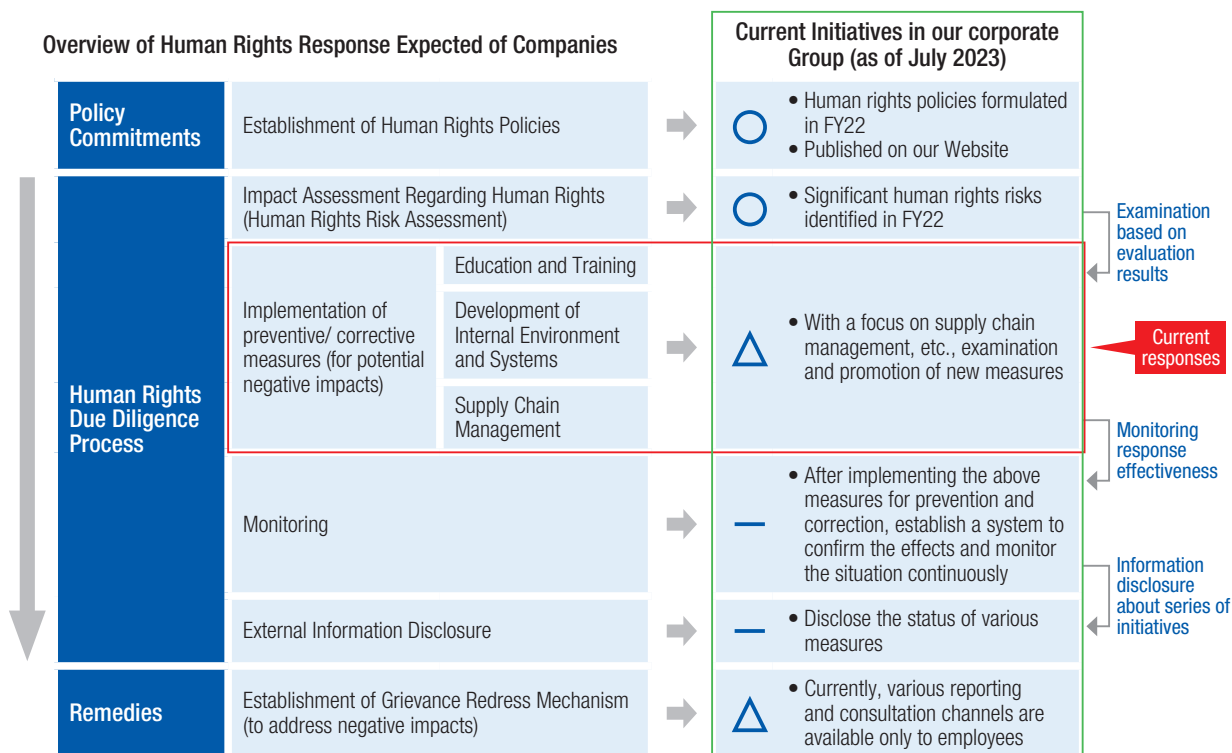 Overview of Human Rights Response Expected of Companies
Current Initiatives in our corporate
Group (as of July 2023)
Policy
Commitments
Establishment of Human Rights Policies
• Human rights policies formulated
in FY22
• Published on our Website
Human Rights
Due Diligence
Process
Impact Assessment Regarding Human Rights
(Human Rights Risk Assessment)
• Significant human rights risks
identified in FY22
Examination
based on
evaluation
results
Implementation of
preventive/ corrective
measures (for potential
negative impacts)
Education and Training
Development of
Internal Environment
and Systems
Supply Chain
Management
• With a focus on supply chain
management, etc., examination
and promotion of new measures
Current
responses
Monitoring
response
effectiveness
Monitoring
• After implementing the above
measures for prevention and
correction, establish a system to
confirm the effects and monitor
the situation continuously
Information
disclosure
about series of
initiatives
External Information Disclosure
• Disclose the status of various
measures
Remedies
Establishment of Grievance Redress Mechanism
(to address negative impacts)
• Currently, various reporting
and consultation channels are
available only to employees